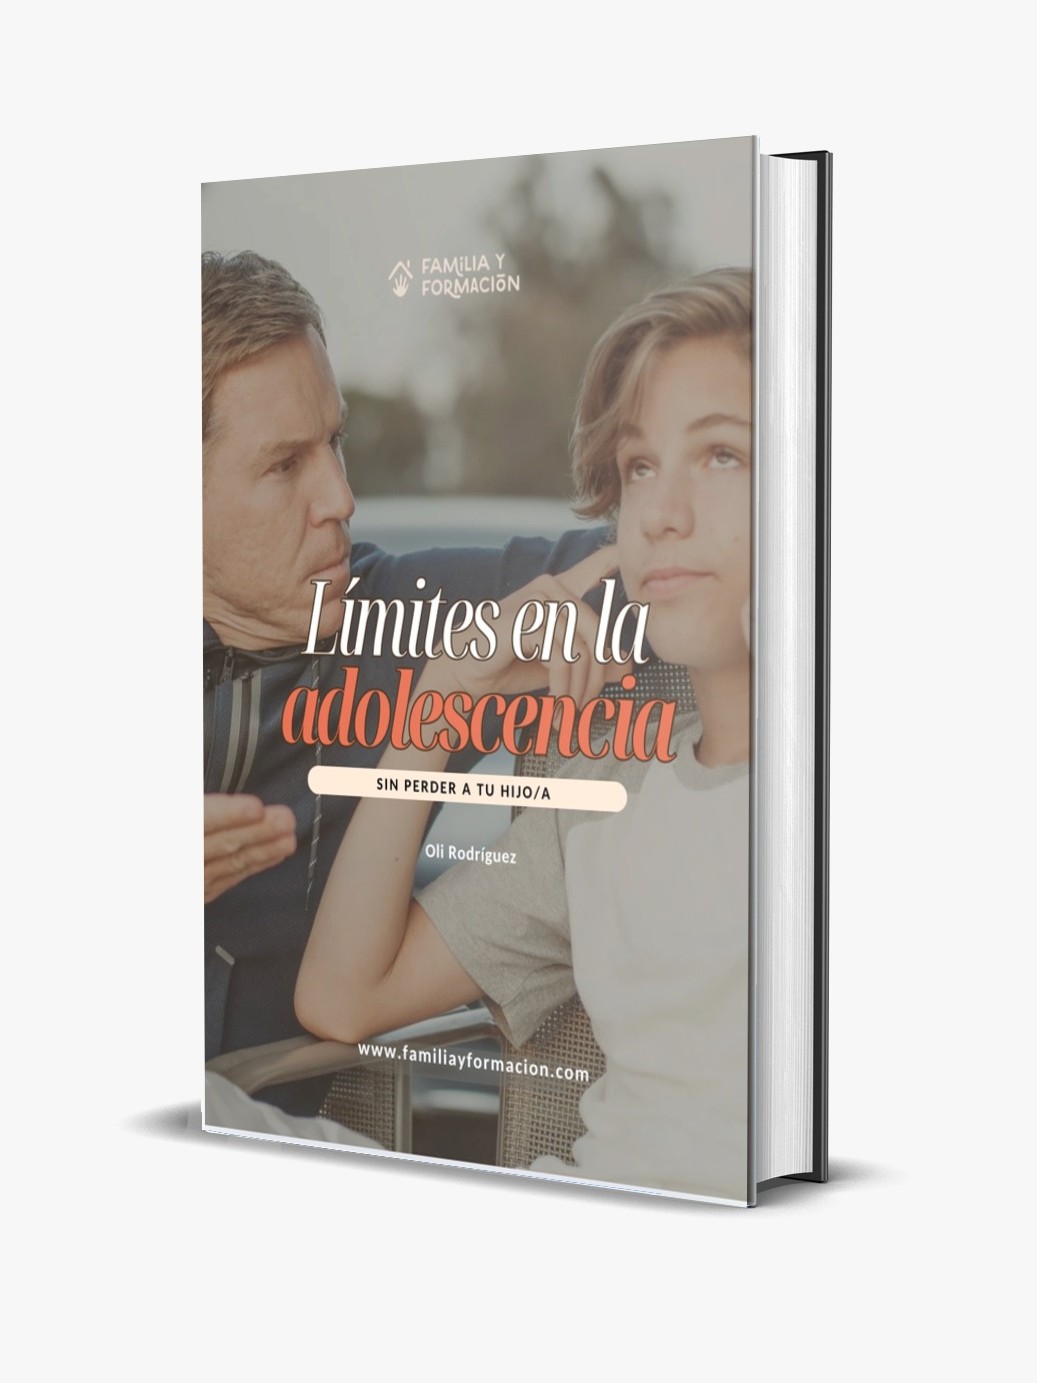 FAMILIA Y
FORMACIÓN
Límites en la
adolescencia
SIN PERDER A TU HIJO/A
Oli Rodríguez
www.familiayformacion.com